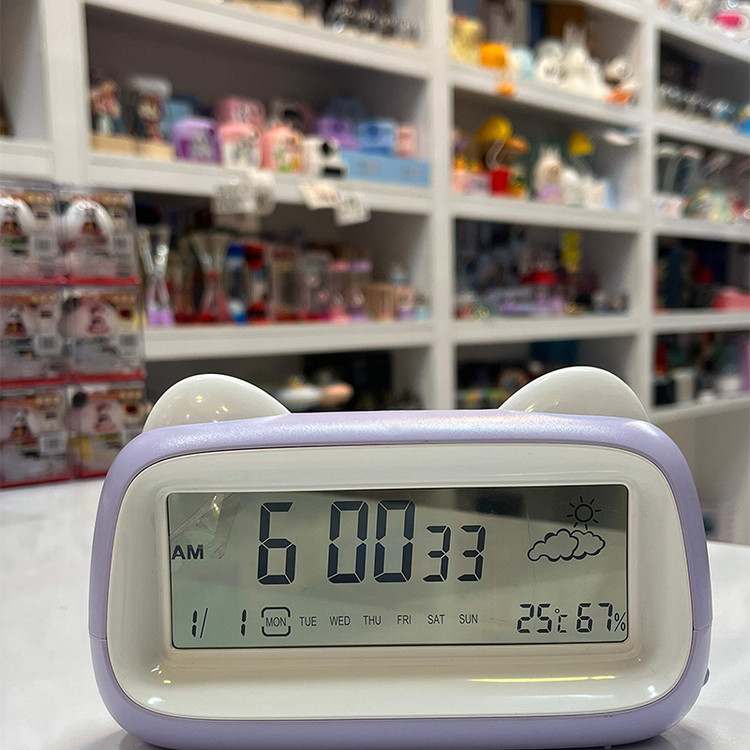 AM 6 00 33
1/ 1 MON TUE WED THU FRI SAT SUN 25℃ 67%